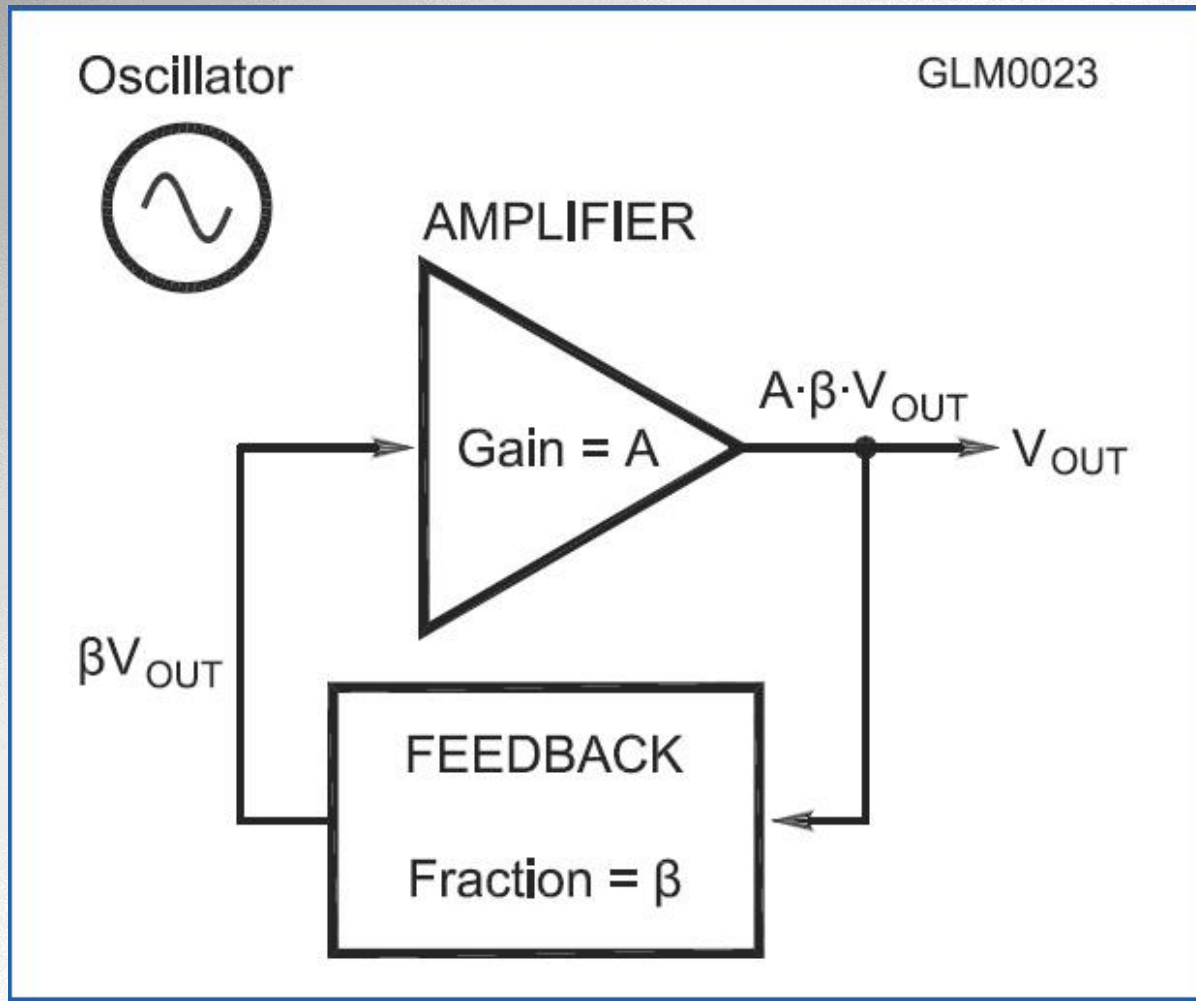 Oscillator
GLM0023
AMPLIFIER
A·β·VOUT
Gain = A
VOUT
βVOUT
FEEDBACK
Fraction = β